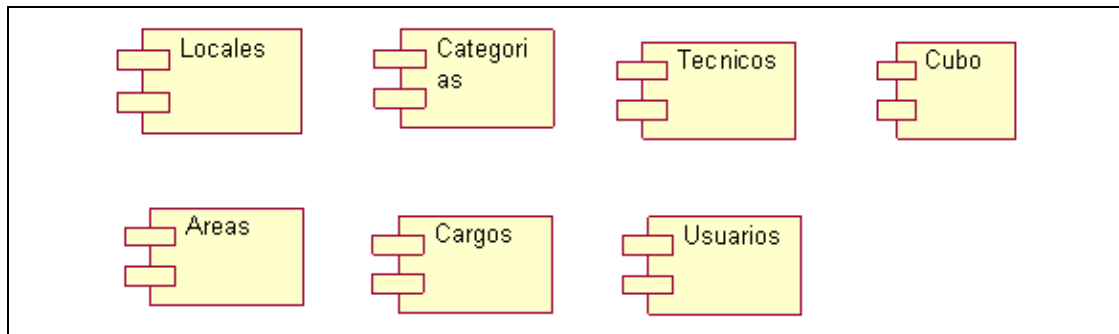 Locales
Categori
as
Tecnicos
Cubo
Areas
Cargos
Usuarios